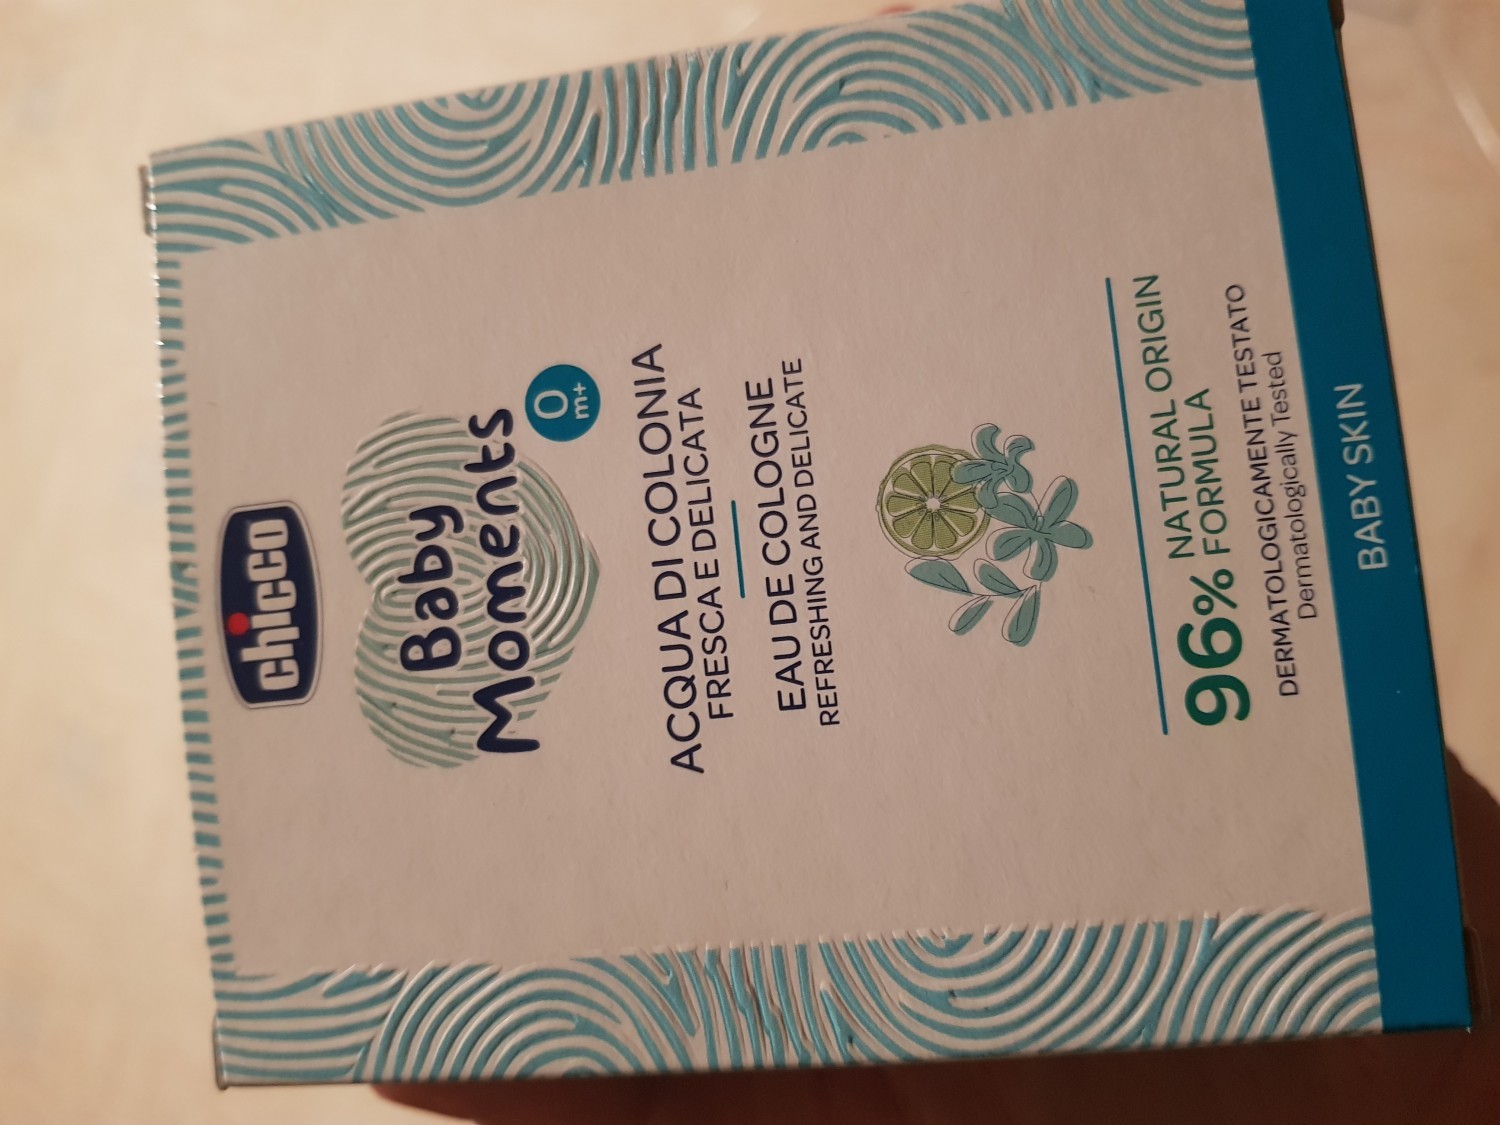 chicco
Baby
Moments
0
m+
ACQUA DI COLONIA
FRESCA E DELICATA
EAU DE COLOGNE
REFRESHING AND DELICATE
96% NATURAL ORIGIN
FORMULA
DERMATOLOGICAMENTE TESTATO
Dermatologically Tested
BABY SKIN